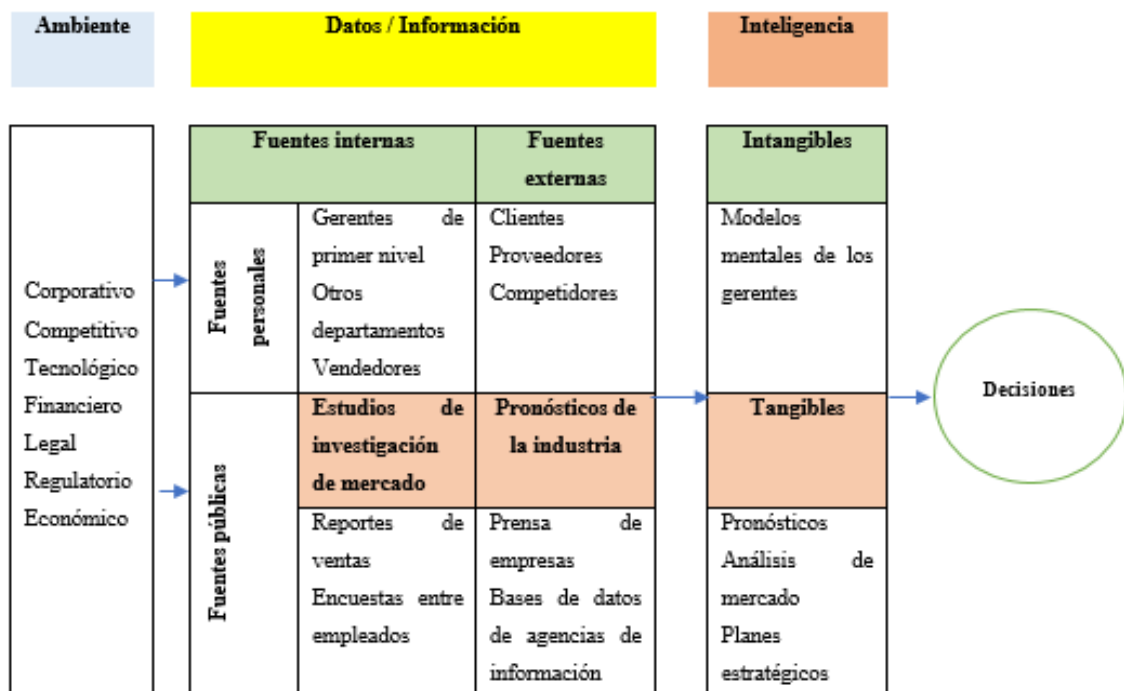 Ambiente
Datos / Información
Inteligencia
Corporativo
Competitivo
Tecnológico
Financiero
Legal
Regulatorio
Económico
Fuentes internas
Fuentes
externas
Fuentes
personales
Gerentes de
primer nivel
Otros
departamentos
Vendedores
Clientes
Proveedores
Competidores
Fuentes públicas
Estudios de
investigación
de mercado
Pronósticos de
la industria
Reportes de
ventas
Encuestas entre
empleados
Prensa de
empresas
Bases de datos
de agencias de
información
Intangibles
Modelos
mentales de los
gerentes
Tangibles
Pronósticos
Análisis de
mercado
Planes
estratégicos
Decisiones